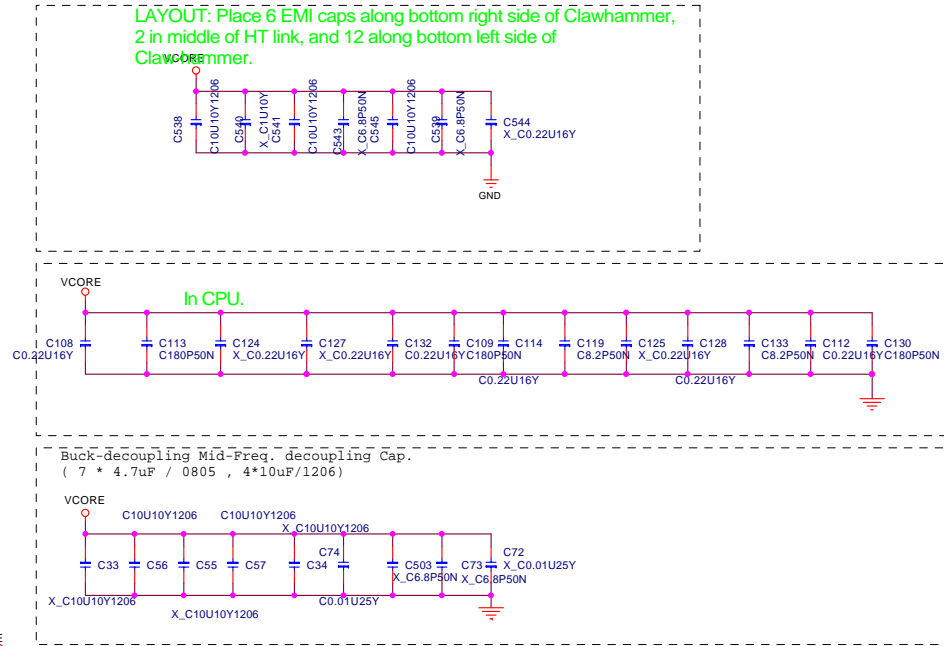 LAYOUT: Place 6 EMI caps along bottom right side of Clawhammer,
2 in middle of HT link, and 12 along bottom left side of
Claw-hammer.
VCORE
C538
C10U10Y1206
C540
X_C1U10Y
C541
C10U10Y1206
C543
X_C6.8P50N
C545
C10U10Y1206
C539
X_C6.8P50N
C544
X_C0.22U16Y
GND
VCORE
In CPU.
C108
C0.22U16Y
C113
C180P50N
C124
X_C0.22U16Y
C127
X_C0.22U16Y
C132
C0.22U16Y
C109
C180P50N
C114
C0.22U16Y
C119
C8.2P50N
C125
X_C0.22U16Y
C128
C0.22U16Y
C133
C8.2P50N
C112
C0.22U16Y
C130
C180P50N
Buck-decoupling Mid-Freq. decoupling Cap.
( 7 * 4.7uF / 0805 , 4*10uF/1206)
VCORE
C10U10Y1206
C10U10Y1206
X_C10U10Y1206
C33
C56
C55
C57
C34
C74
C503
X_C6.8P50N
C73
X_C6.8P50N
C72
X_C0.01U25Y
X_C10U10Y1206
X_C10U10Y1206
C0.01U25Y